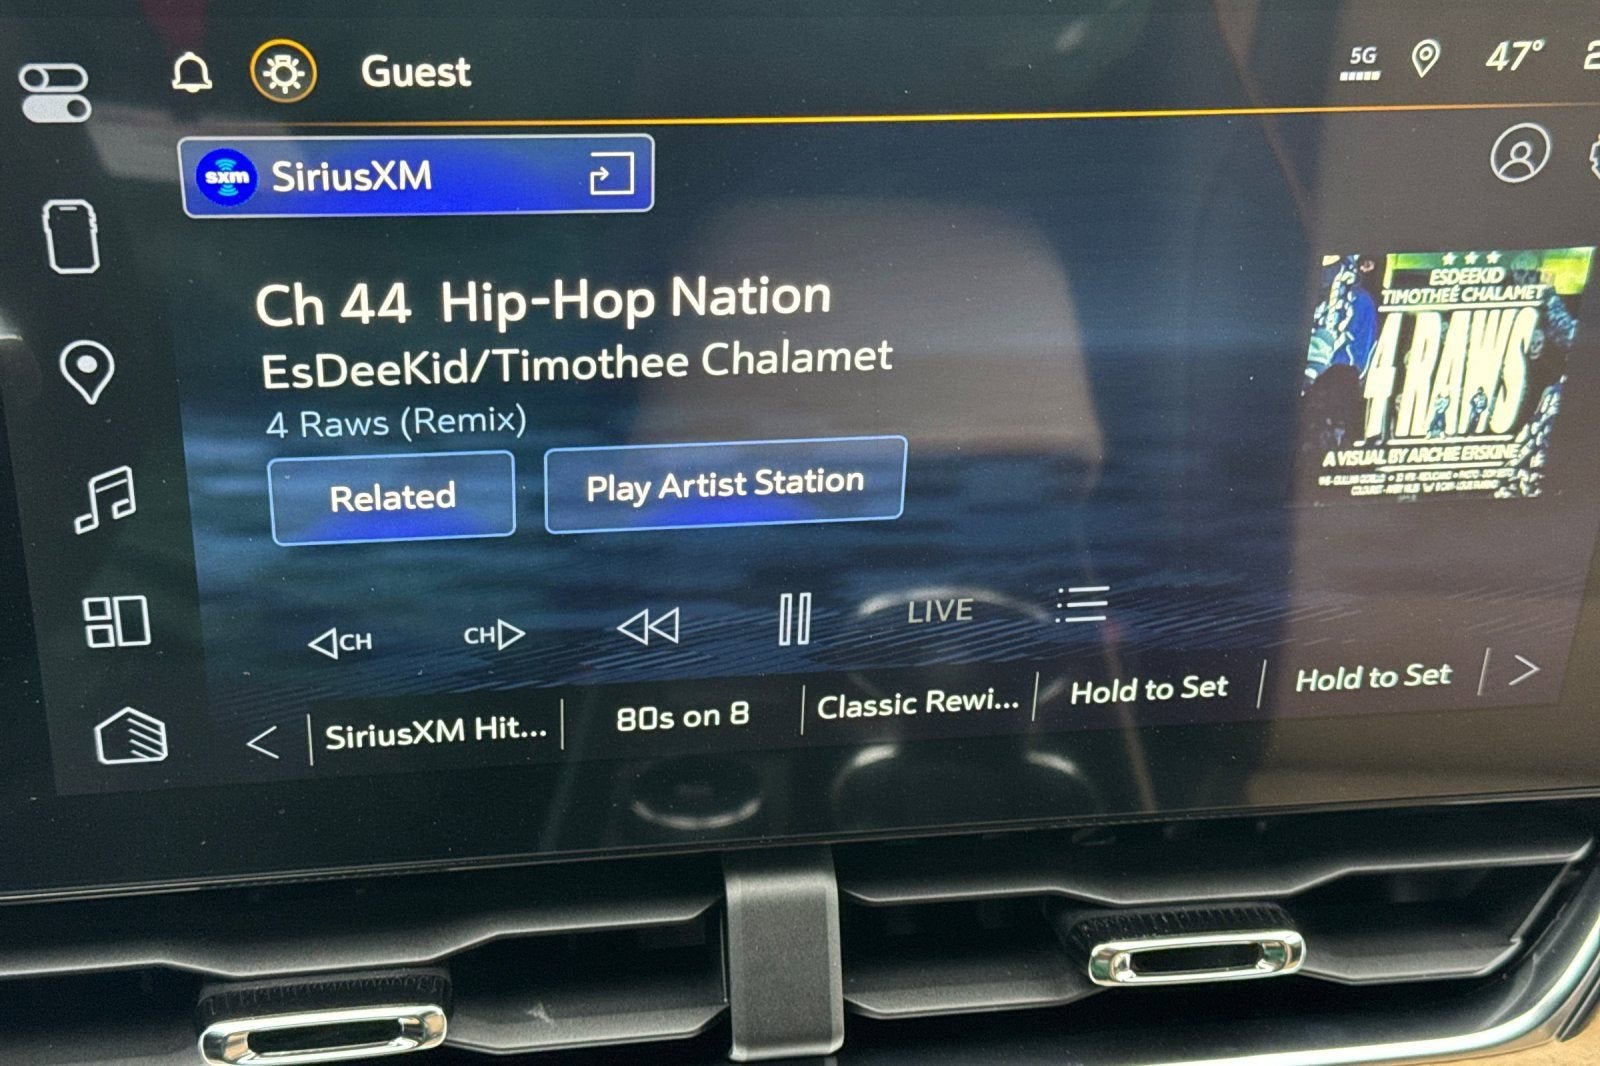 Guest
5G
47°
sxm SiriusXM
Ch 44 Hip-Hop Nation
EsDeeKid/Timothee Chalamet
4 Raws (Remix)
Related
Play Artist Station
ESDEEKID
TIMOTHEÉ CHALAMET
4 RAWS
A VISUAL BY ARCHIE ERSKINE
CH
CH
LIVE
SiriusXM Hit...
80s on 8
Classic Rewi...
Hold to Set
Hold to Set